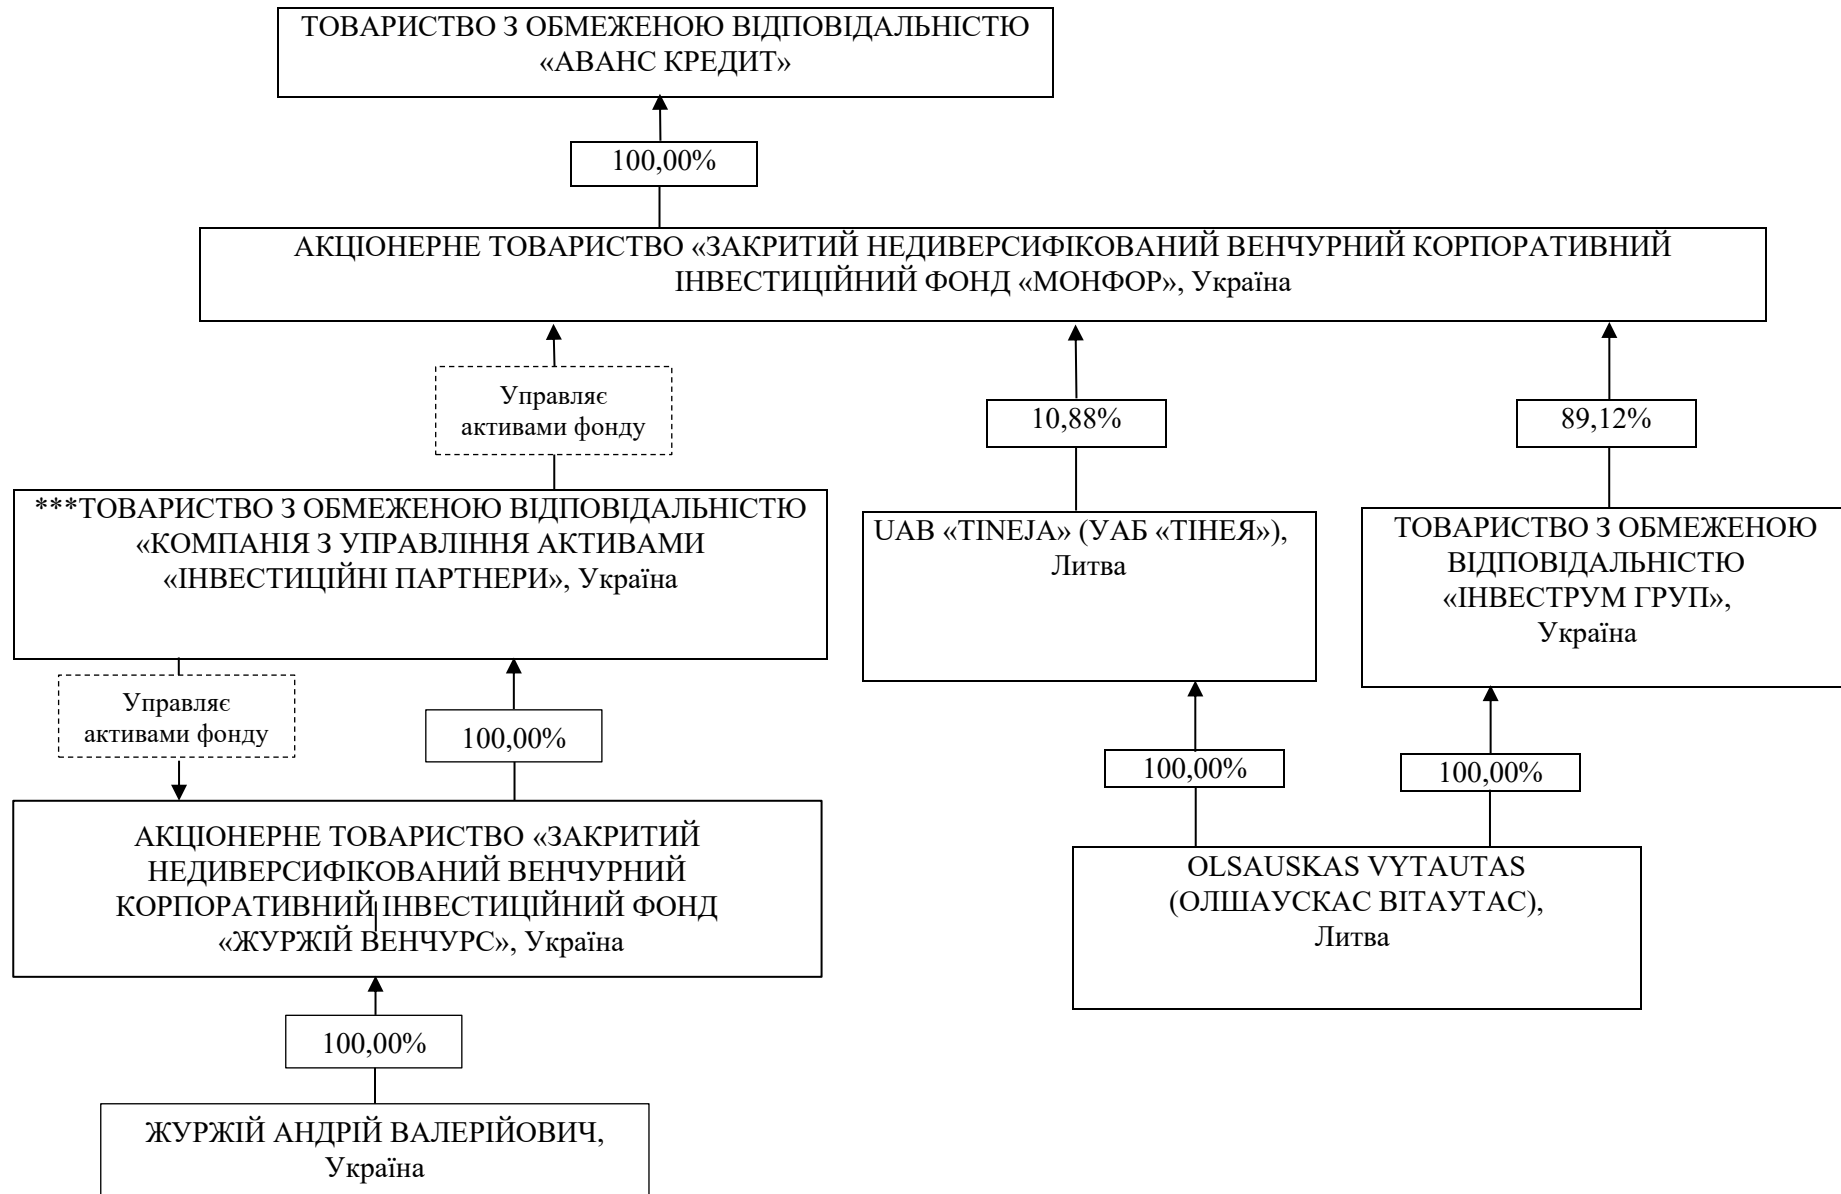 ТОВАРИСТВО З ОБМЕЖЕНОЮ ВІДПОВІДАЛЬНІСТЮ
«АВАНС КРЕДИТ»
100,00%
АКЦІОНЕРНЕ ТОВАРИСТВО «ЗАКРИТИЙ НЕДИВЕРСИФІКОВАНИЙ ВЕНЧУРНИЙ КОРПОРАТИВНИЙ
ІНВЕСТИЦІЙНИЙ ФОНД «МОНФОР», Україна
Управляє
активами фонду
10,88%
89,12%
***ТОВАРИСТВО З ОБМЕЖЕНОЮ ВІДПОВІДАЛЬНІСТЮ
«КОМПАНІЯ З УПРАВЛІННЯ АКТИВАМИ
«ІНВЕСТИЦІЙНІ ПАРТНЕРИ», Україна
UAB «TINEJA» (УАБ «ТІНЕЯ»),
Литва
ТОВАРИСТВО З ОБМЕЖЕНОЮ
ВІДПОВІДАЛЬНІСТЮ
«ІНВЕСТРУМ ГРУП»,
Україна
Управляє
активами фонду
100,00%
100,00%
100,00%
АКЦІОНЕРНЕ ТОВАРИСТВО «ЗАКРИТИЙ
НЕДИВЕРСИФІКОВАНИЙ ВЕНЧУРНИЙ
КОРПОРАТИВНИЙ ІНВЕСТИЦІЙНИЙ ФОНД
«ЖУРЖІЙ ВЕНЧУРС», Україна
OLSAUSKAS VYTAUTAS
(ОЛШАУСКАС ВІТАУТАС),
Литва
100,00%
ЖУРЖІЙ АНДРІЙ ВАЛЕРІЙОВИЧ,
Україна